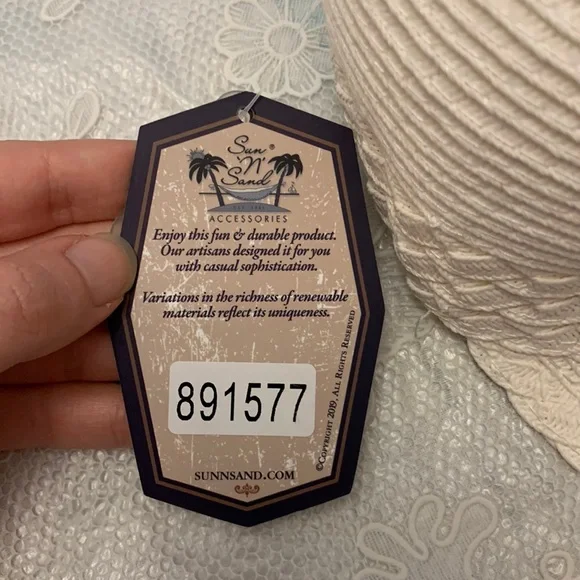 Sun ®
'N'
Sand
ACCESSORIES
Enjoy this fun & durable product.
Our artisans designed it for you
with casual sophistication.
Variations in the richness of renewable
materials reflect its uniqueness.
891577
©COPYRIGHT 2019, ALL RIGHTS RESERVED
SUNNSAND.COM